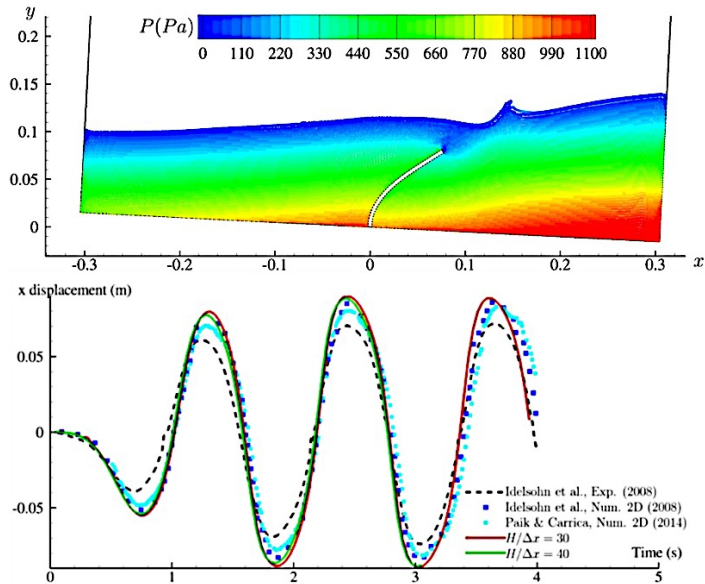 y
P(Pa)
0 110 220 330 440 550 660 770 880 990 1100
0.2
0.15
0.1
0.05
0
-0.3 -0.2 -0.1 0 0.1 0.2 0.3 x
x displacement (m)
0.05
0
-0.05
Idelsohn et al., Exp. (2008)
Idelsohn et al., Num. 2D (2008)
Paik & Carrica, Num. 2D (2014)
H/Δx = 30
H/Δx = 40
Time (s)
0 1 2 3 4 5